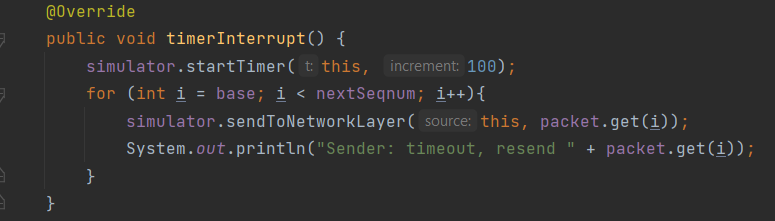 @Override
public void timerInterrupt() {
simulator.startTimer( t: this, increment: 100);
for (int i = base; i < nextSeqnum; i++){
simulator.sendToNetworkLayer( source: this, packet.get(i));
System.out.println("Sender: timeout, resend " + packet.get(i));
}
}